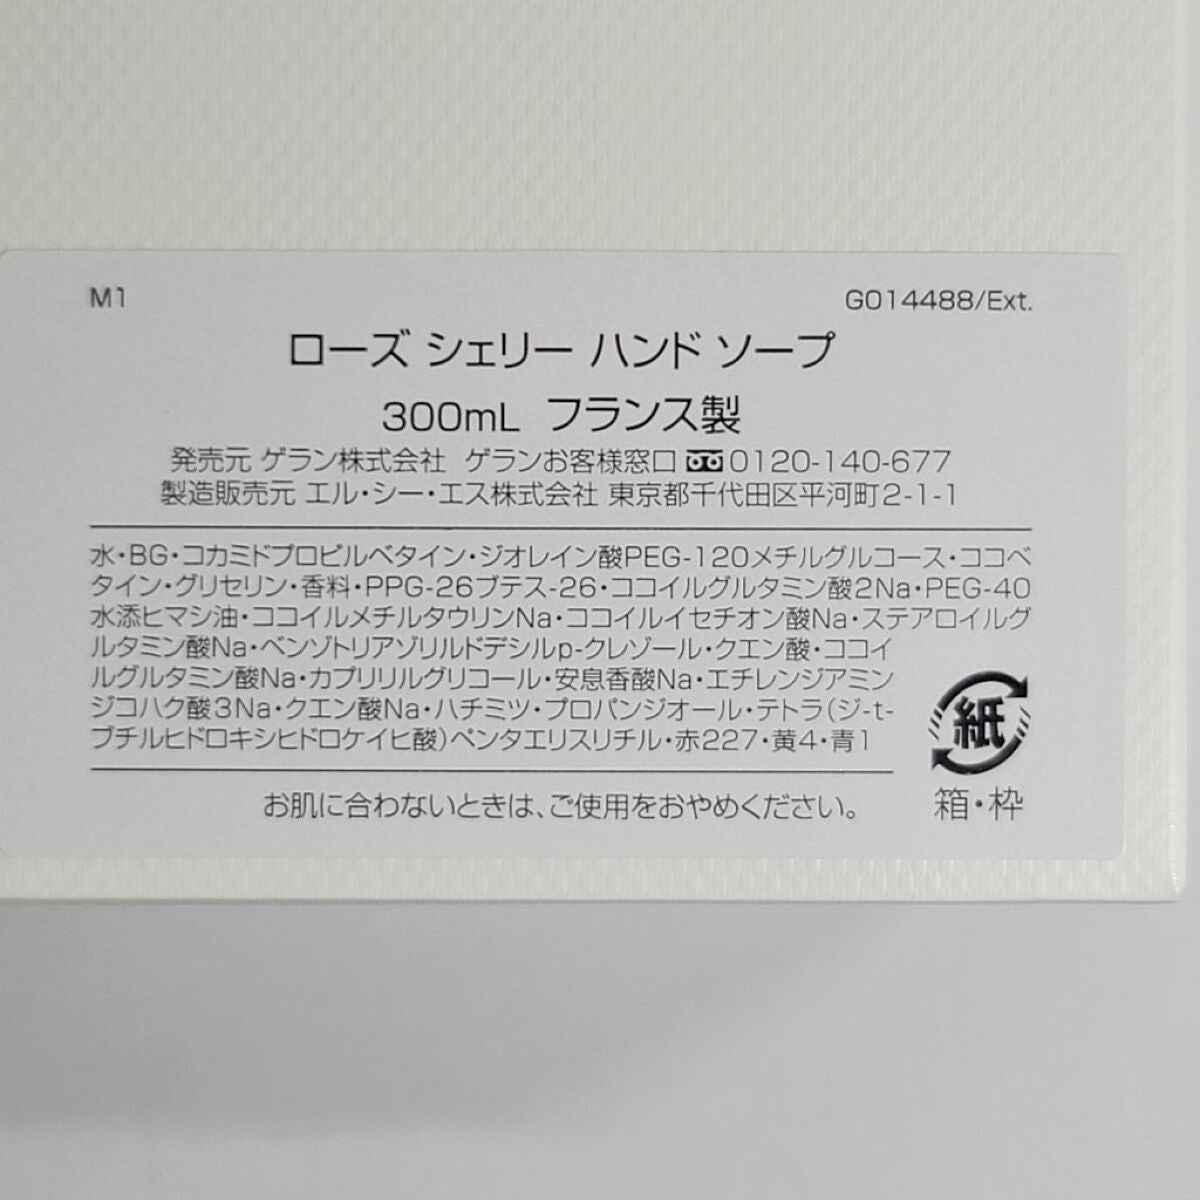 M1
G014488/Ext.
ローズ シェリー ハンド ソープ
300mL フランス製
発売元 ゲラン株式会社 ゲランお客様窓口 0120-140-677
製造販売元 エル・シー・エス株式会社 東京都千代田区平河町2-1-1
水・BG・コカミドプロピルベタイン・ジオレイン酸PEG-120メチルグルコース・ココベ
タイン・グリセリン・香料・PPG-26ブテス-26・ココイルグルタミン酸2Na・PEG-40
水添ヒマシ油・ココイルメチルタウリンNa・ココイルイセチオン酸Na・ステアロイルグ
ルタミン酸Na・ベンゾトリアゾリルドデシルp-クレゾール・クエン酸・ココイ
ルグルタミン酸Na・カプリリルグリコール・安息香酸Na・エチレンジアミン
ジコハク酸3Na・クエン酸Na・ハチミツ・プロパンジオール・テトラ(ジ-t-
ブチルヒドロキシヒドロケイヒ酸)ペンタエリスリチル・赤227・黄4・青1
お肌に合わないときは、ご使用をおやめください。
紙
箱・枠